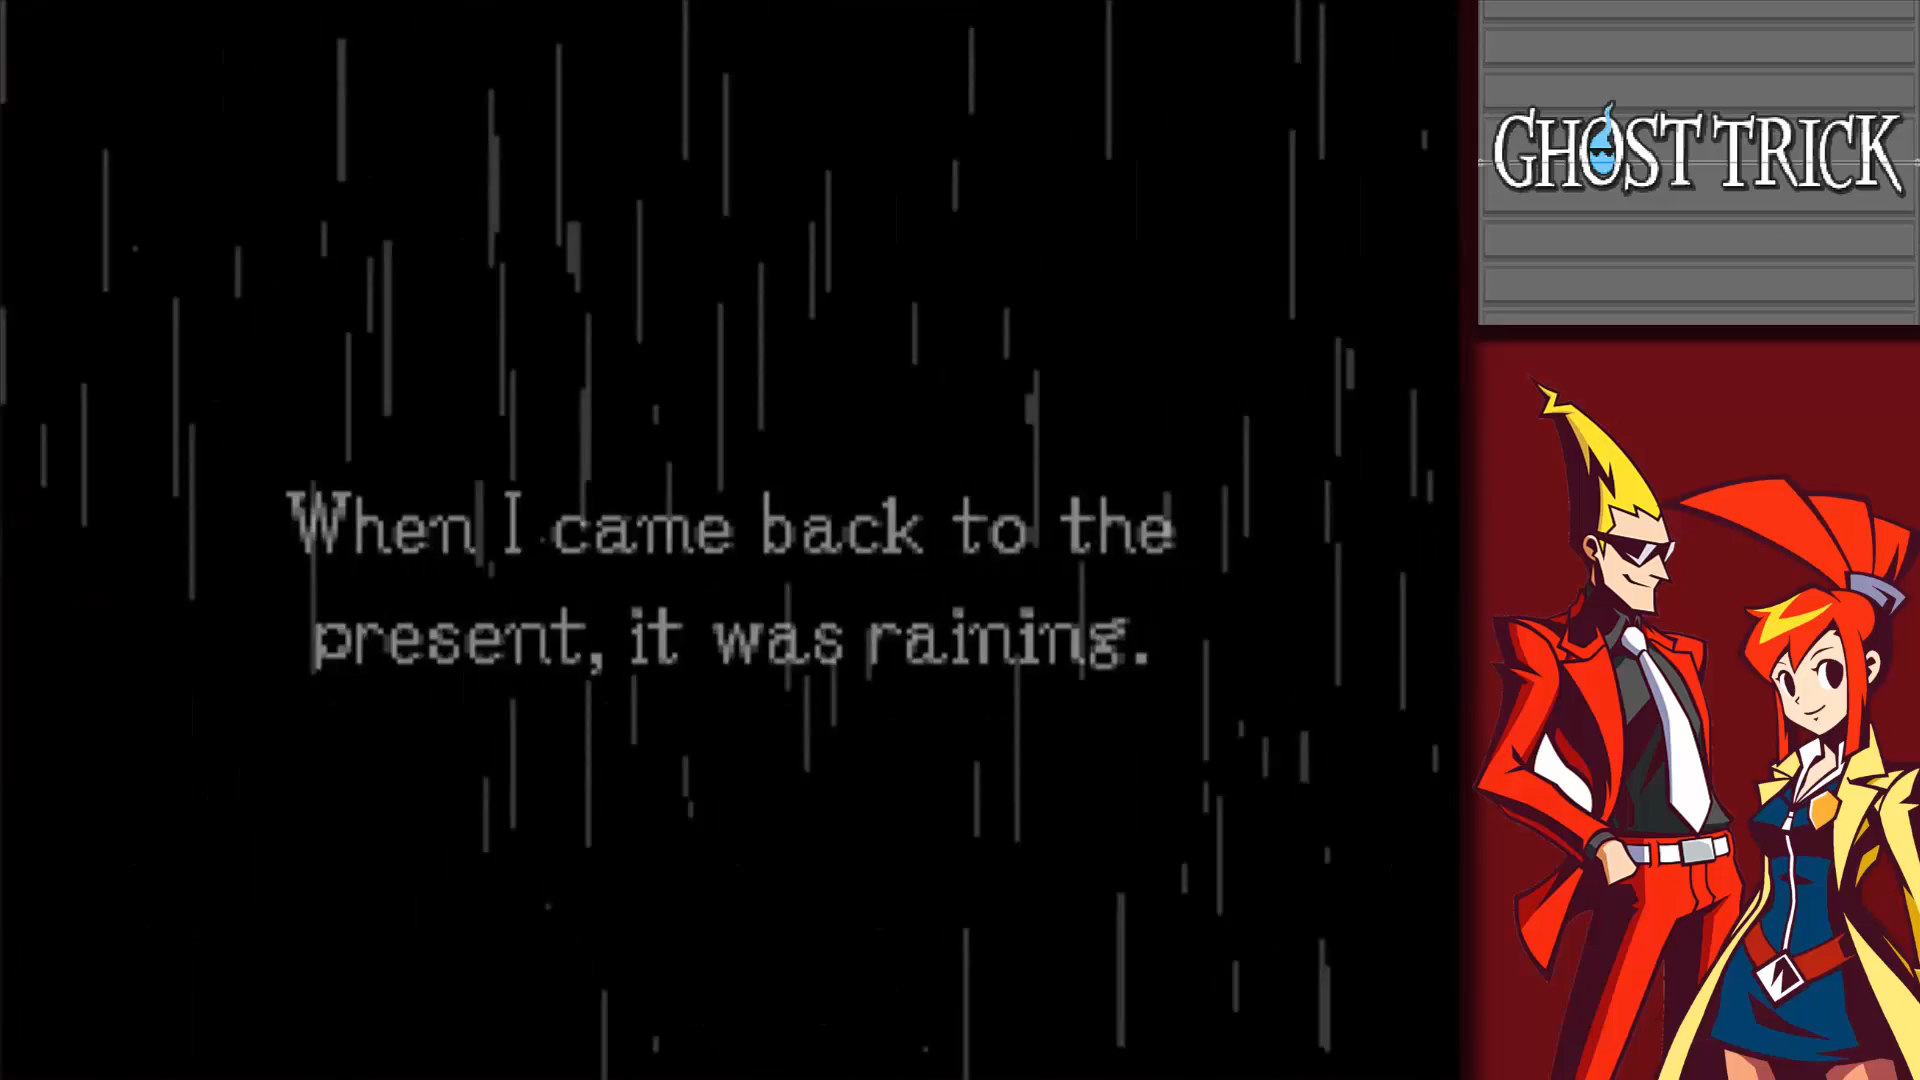 When I came back to the
present, it was raining.
GHOST TRICK